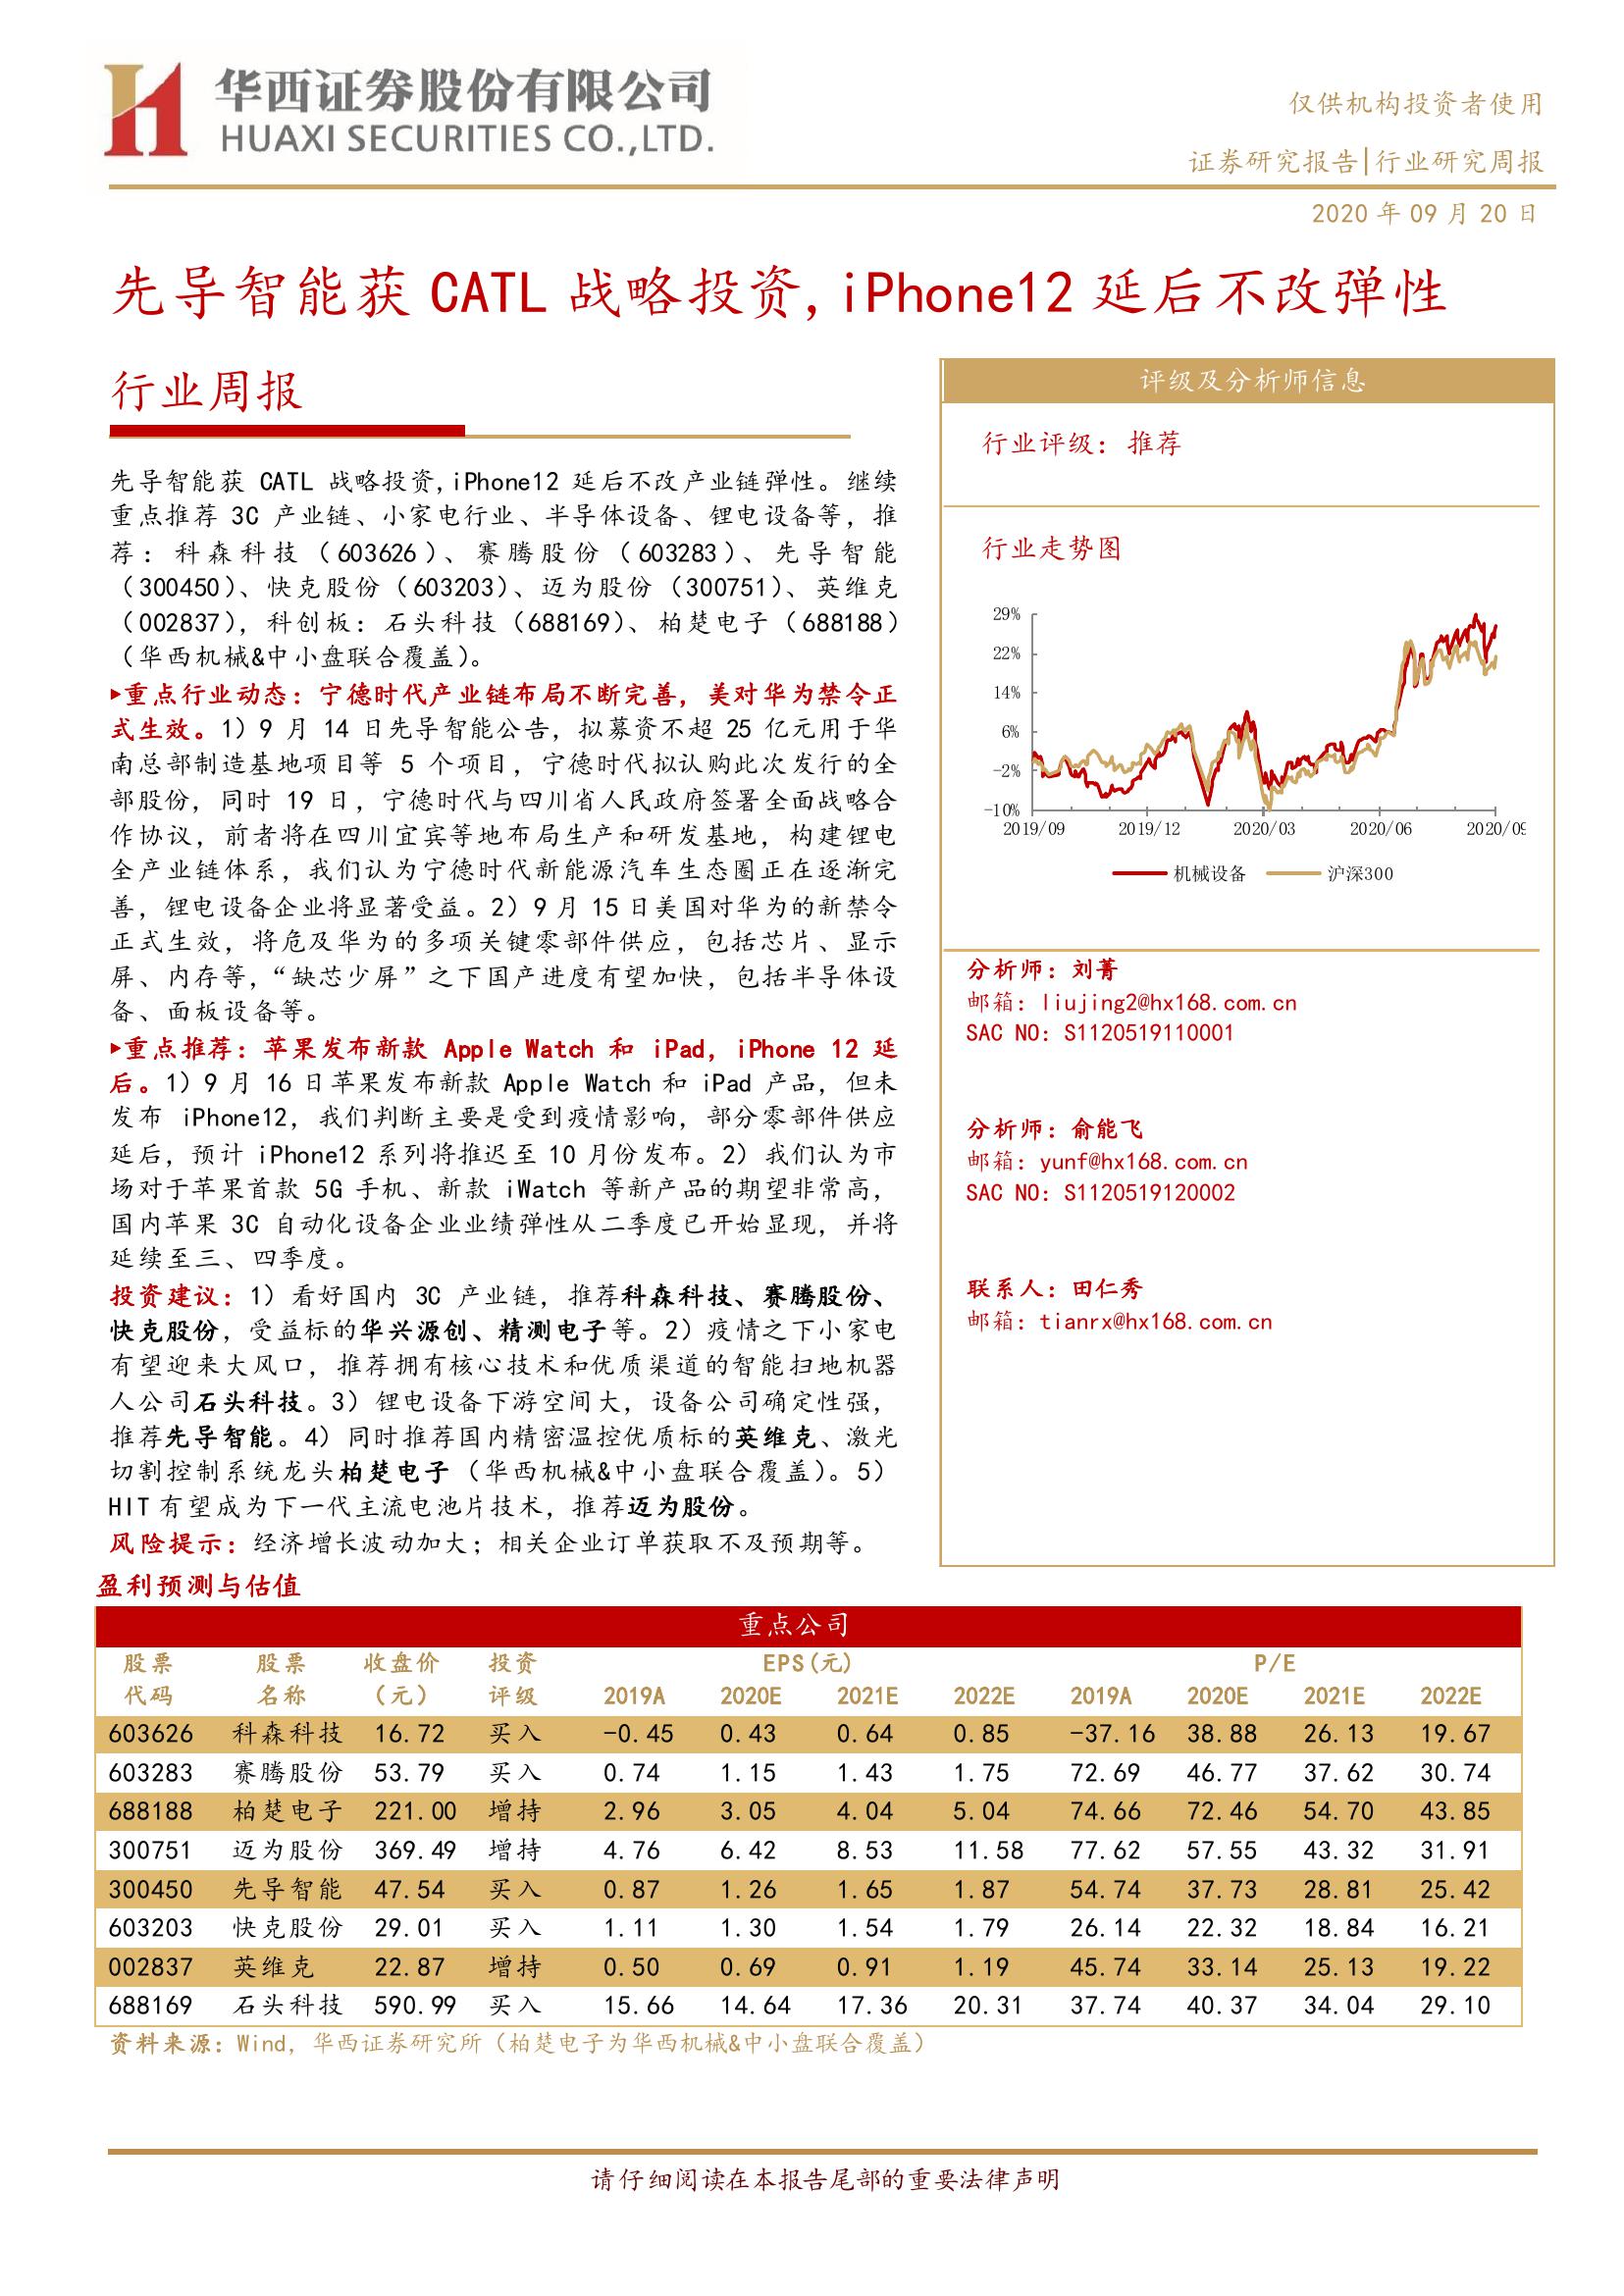 华西证券股份有限公司
HUAXI SECURITIES CO.,LTD.
仅供机构投资者使用
证券研究报告|行业研究周报
2020 年 09 月 20 日
先导智能获 CATL 战略投资,iPhone12 延后不改弹性
行业周报
先导智能获 CATL 战略投资,iPhone12 延后不改产业链弹性。继续
重点推荐 3C 产业链、小家电行业、半导体设备、锂电设备等，推
荐：科森科技（603626）、赛腾股份（603283）、先导智能
（300450）、快克股份（603203）、迈为股份（300751）、英维克
（002837），科创板：石头科技（688169）、柏楚电子（688188）
（华西机械&中小盘联合覆盖）。
▸重点行业动态：宁德时代产业链布局不断完善，美对华为禁令正
式生效。1）9 月 14 日先导智能公告，拟募资不超 25 亿元用于华
南总部制造基地项目等 5 个项目，宁德时代拟认购此次发行的全
部股份，同时 19 日，宁德时代与四川省人民政府签署全面战略合
作协议，前者将在四川宜宾等地布局生产和研发基地，构建锂电
全产业链体系，我们认为宁德时代新能源汽车生态圈正在逐渐完
善，锂电设备企业将显著受益。2）9 月 15 日美国对华为的新禁令
正式生效，将危及华为的多项关键零部件供应，包括芯片、显示
屏、内存等，“缺芯少屏”之下国产进度有望加快，包括半导体设
备、面板设备等。
▸重点推荐：苹果发布新款 Apple Watch 和 iPad，iPhone 12 延
后。1）9 月 16 日苹果发布新款 Apple Watch 和 iPad 产品，但未
发布 iPhone12，我们判断主要是受到疫情影响，部分零部件供应
延后，预计 iPhone12 系列将推迟至 10 月份发布。2）我们认为市
场对于苹果首款 5G 手机、新款 iWatch 等新产品的期望非常高，
国内苹果 3C 自动化设备企业业绩弹性从二季度已开始显现，并将
延续至三、四季度。
投资建议：1）看好国内 3C 产业链，推荐科森科技、赛腾股份、
快克股份，受益标的华兴源创、精测电子等。2）疫情之下小家电
有望迎来大风口，推荐拥有核心技术和优质渠道的智能扫地机器
人公司石头科技。3）锂电设备下游空间大，设备公司确定性强，
推荐先导智能。4）同时推荐国内精密温控优质标的英维克、激光
切割控制系统龙头柏楚电子（华西机械&中小盘联合覆盖）。5）
HIT 有望成为下一代主流电池片技术，推荐迈为股份。
风险提示：经济增长波动加大；相关企业订单获取不及预期等。
评级及分析师信息
行业评级：推荐
行业走势图
29%
22%
14%
6%
-2%
-10%
2019/09 2019/12 2020/03 2020/06 2020/09
机械设备 沪深300
分析师：刘菁
邮箱：liujing2@hx168.com.cn
SAC NO：S1120519110001
分析师：俞能飞
邮箱：yunf@hx168.com.cn
SAC NO：S1120519120002
联系人：田仁秀
邮箱：tianrx@hx168.com.cn
盈利预测与估值
重点公司
股票 股票 收盘价 投资 EPS(元) P/E
代码 名称 （元） 评级 2019A 2020E 2021E 2022E 2019A 2020E 2021E 2022E
603626 科森科技 16.72 买入 -0.45 0.43 0.64 0.85 -37.16 38.88 26.13 19.67
603283 赛腾股份 53.79 买入 0.74 1.15 1.43 1.75 72.69 46.77 37.62 30.74
688188 柏楚电子 221.00 增持 2.96 3.05 4.04 5.04 74.66 72.46 54.70 43.85
300751 迈为股份 369.49 增持 4.76 6.42 8.53 11.58 77.62 57.55 43.32 31.91
300450 先导智能 47.54 买入 0.87 1.26 1.65 1.87 54.74 37.73 28.81 25.42
603203 快克股份 29.01 买入 1.11 1.30 1.54 1.79 26.14 22.32 18.84 16.21
002837 英维克 22.87 增持 0.50 0.69 0.91 1.19 45.74 33.14 25.13 19.22
688169 石头科技 590.99 买入 15.66 14.64 17.36 20.31 37.74 40.37 34.04 29.10
资料来源：Wind，华西证券研究所（柏楚电子为华西机械&中小盘联合覆盖）
请仔细阅读在本报告尾部的重要法律声明